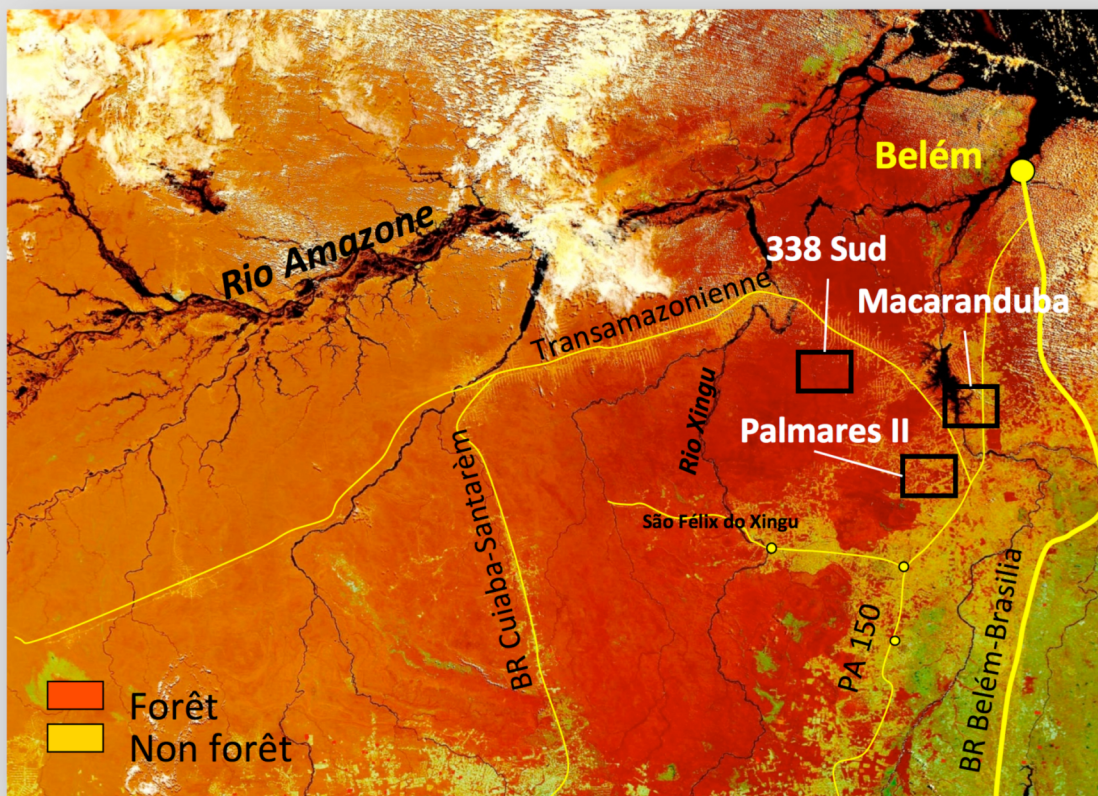 Belém
338 Sud
Rio Amazone
Macaranduba
Transamazonienne
Rio Xingu
Palmares II
BR Cuiaba-Santarèm
São Félix do Xingu
PA 150
BR Belém-Brasilia
Forêt
Non forêt